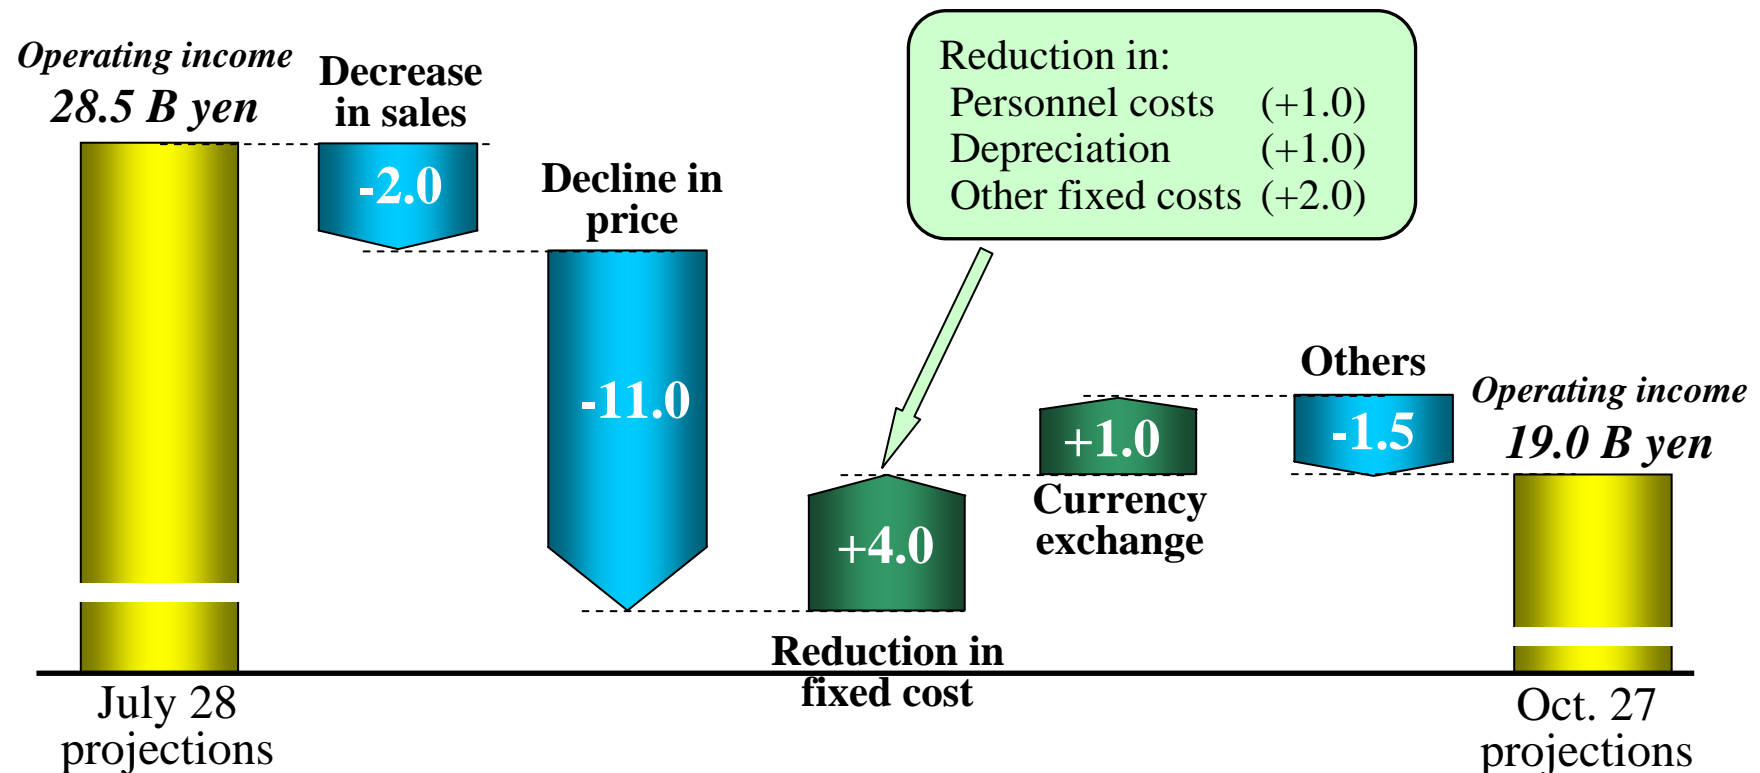 Operating income
28.5 B yen
Decrease
in sales
-2.0
Decline in
price
-11.0
Reduction in:
Personnel costs (+1.0)
Depreciation (+1.0)
Other fixed costs (+2.0)
+4.0
Reduction in
fixed cost
+1.0
Currency
exchange
Others
-1.5
Operating income
19.0 B yen
July 28
projections
Oct. 27
projections